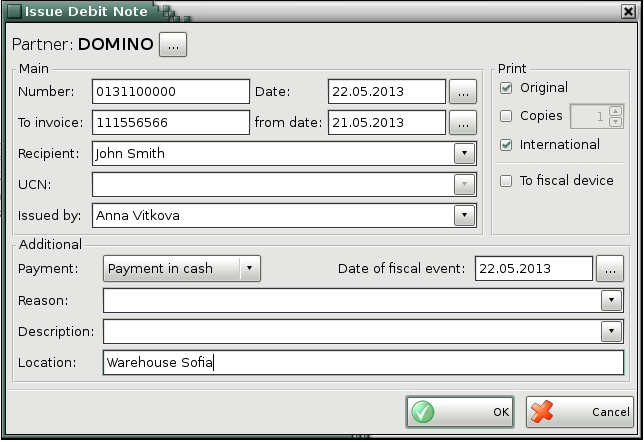 Issue Debit Note
Partner: DOMINO ...
Main
Number: 0131100000 Date: 22.05.2013 ...
To invoice: 111556566 from date: 21.05.2013 ...
Recipient: John Smith
UCN:
Issued by: Anna Vitkova
Print
Original
Copies 1
International
To fiscal device
Additional
Payment: Payment in cash Date of fiscal event: 22.05.2013 ...
Reason:
Description:
Location: Warehouse Sofia
OK Cancel